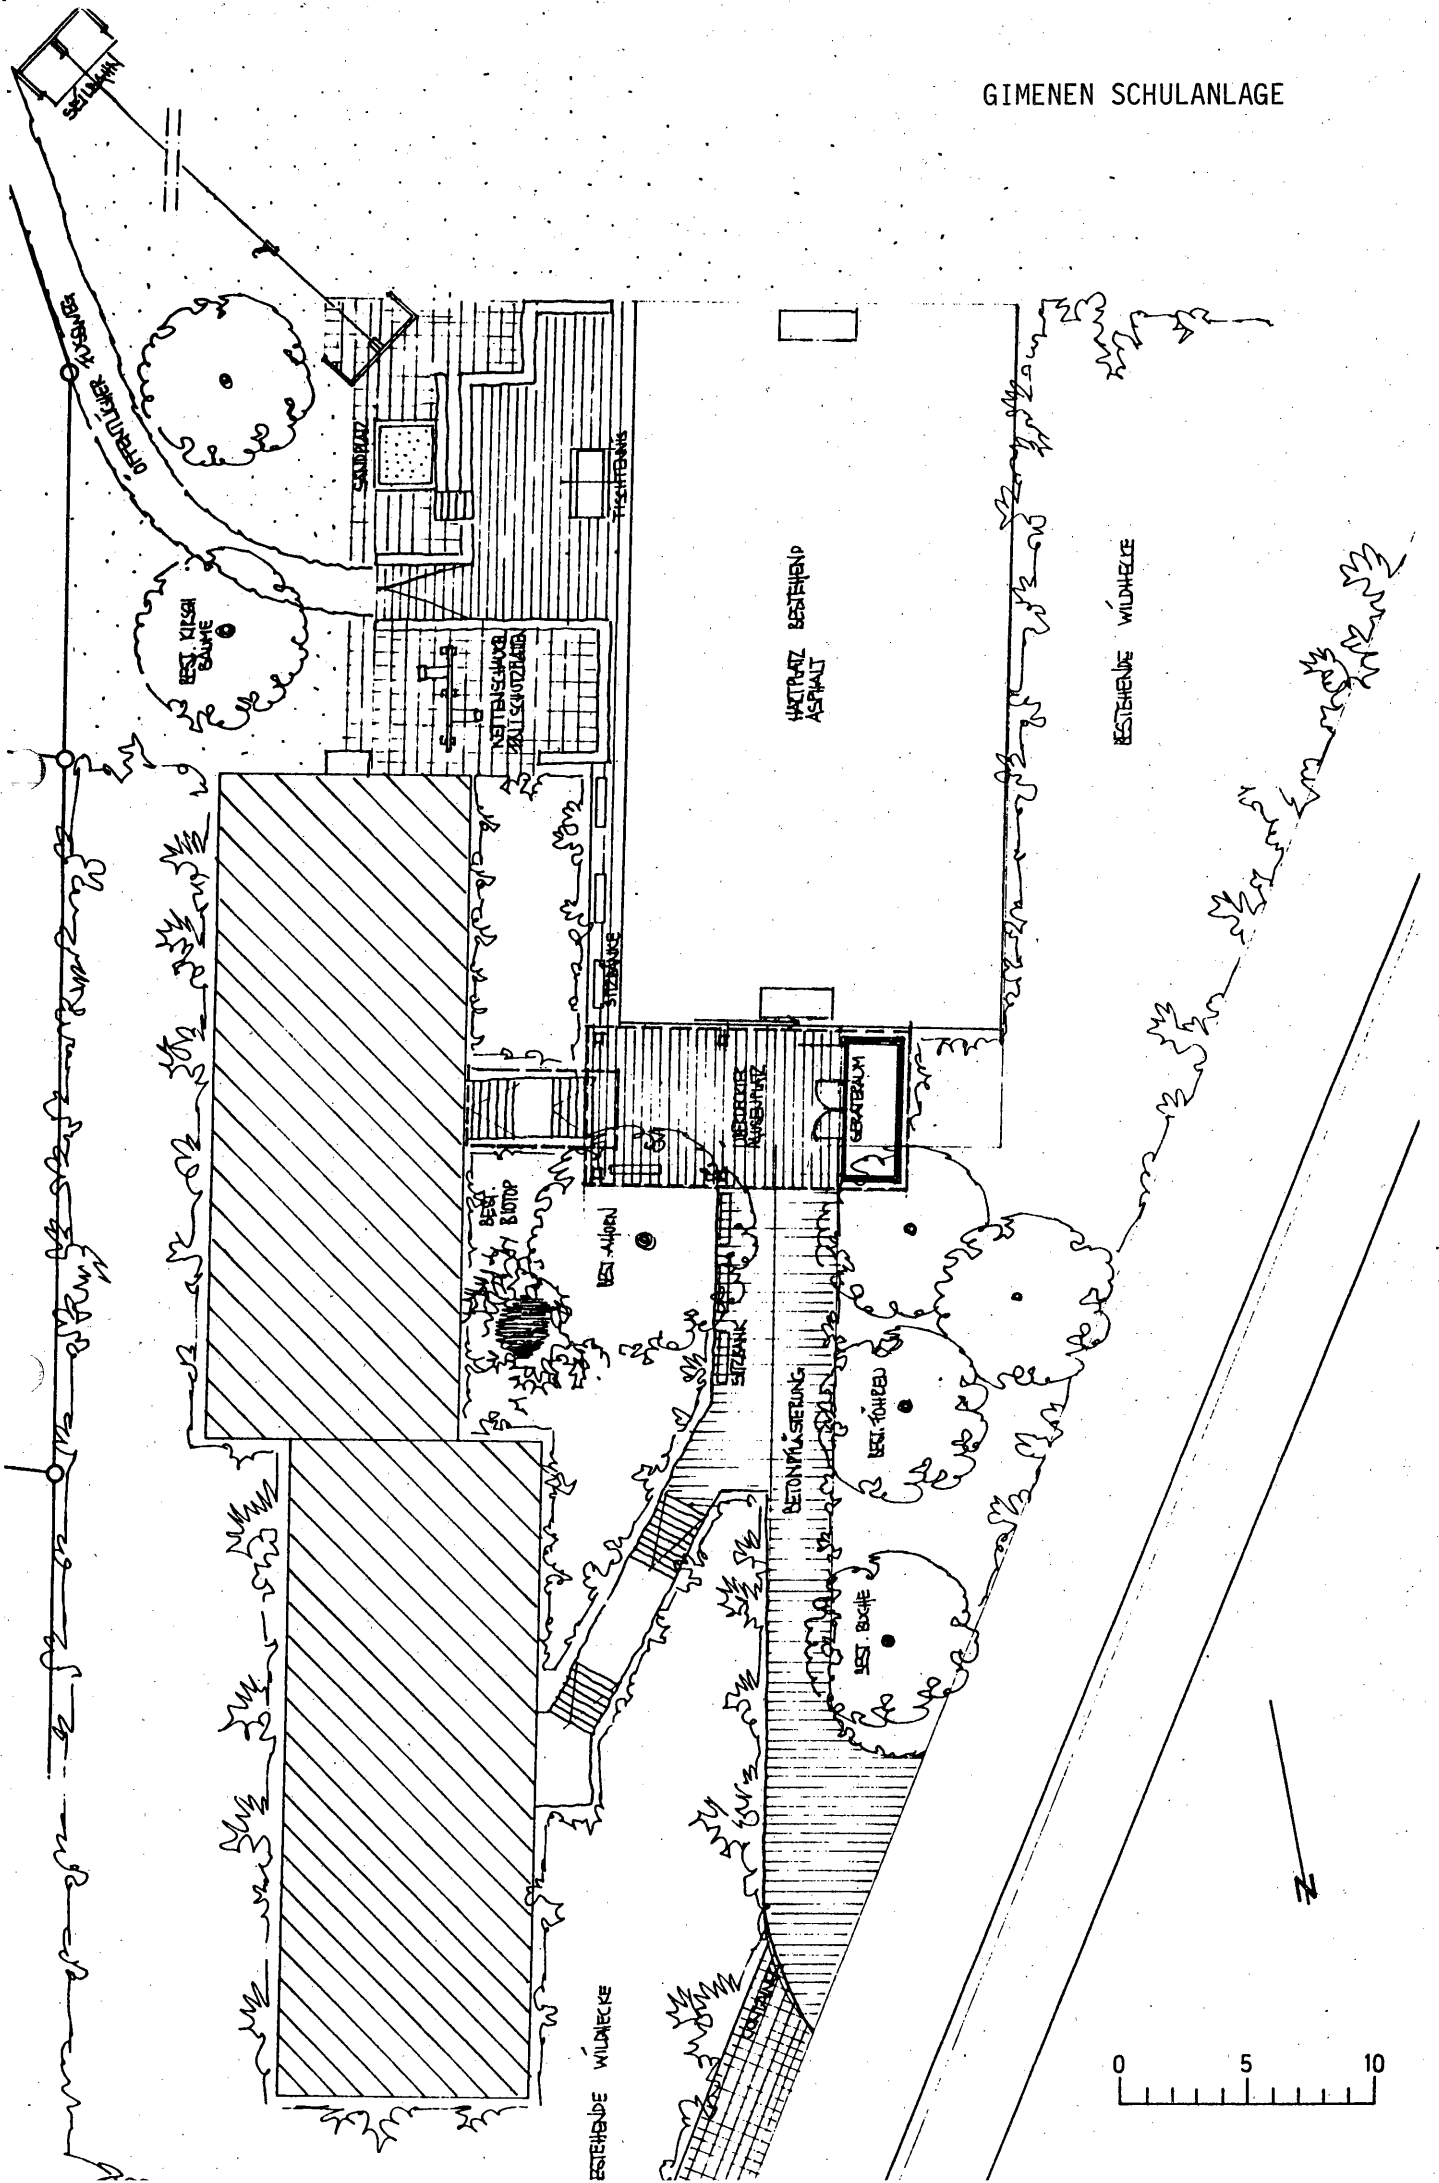 GIMENEN SCHULANLAGE
SEILBAHN
ÖFFENTLICHER FUSSWEG
SANDPLATZ
TISCHTENNIS
BEST. KIRSCH
BÄUME
KETTENSCHAUKEL
FALLSCHUTZPLATTEN
HARTPLATZ BESTEHEND
ASPHALT
BESTEHENDE WILDHECKE
SITZBÄNKE
ÜBERDECKTER
PAUSENPLATZ
GERÄTERAUM
BEST.
BIOTOP
BEST. AHORN
SITZBANK
BETONPFLÄSTERUNG
BEST. FÖHREN
BEST. BUCHE
BESTEHENDE WILDHECKE
N
0 5 10